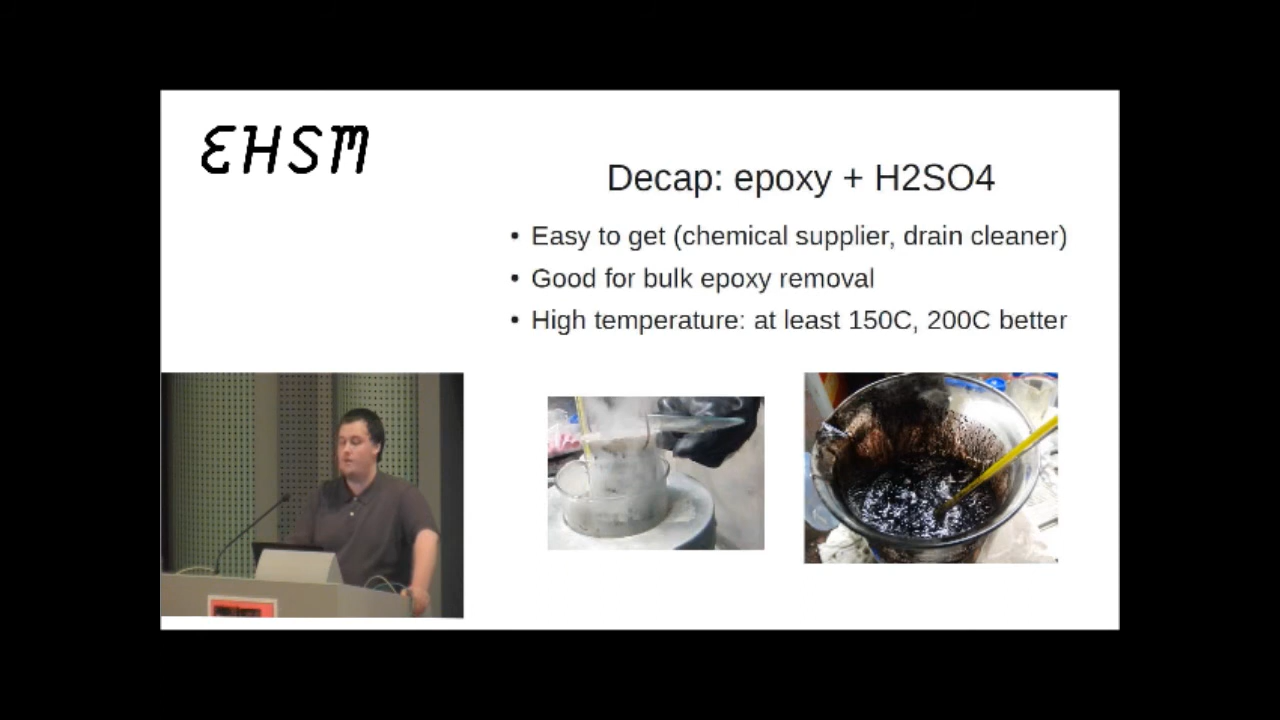 EHSM
Decap: epoxy + H2SO4
• Easy to get (chemical supplier, drain cleaner)
• Good for bulk epoxy removal
• High temperature: at least 150C, 200C better